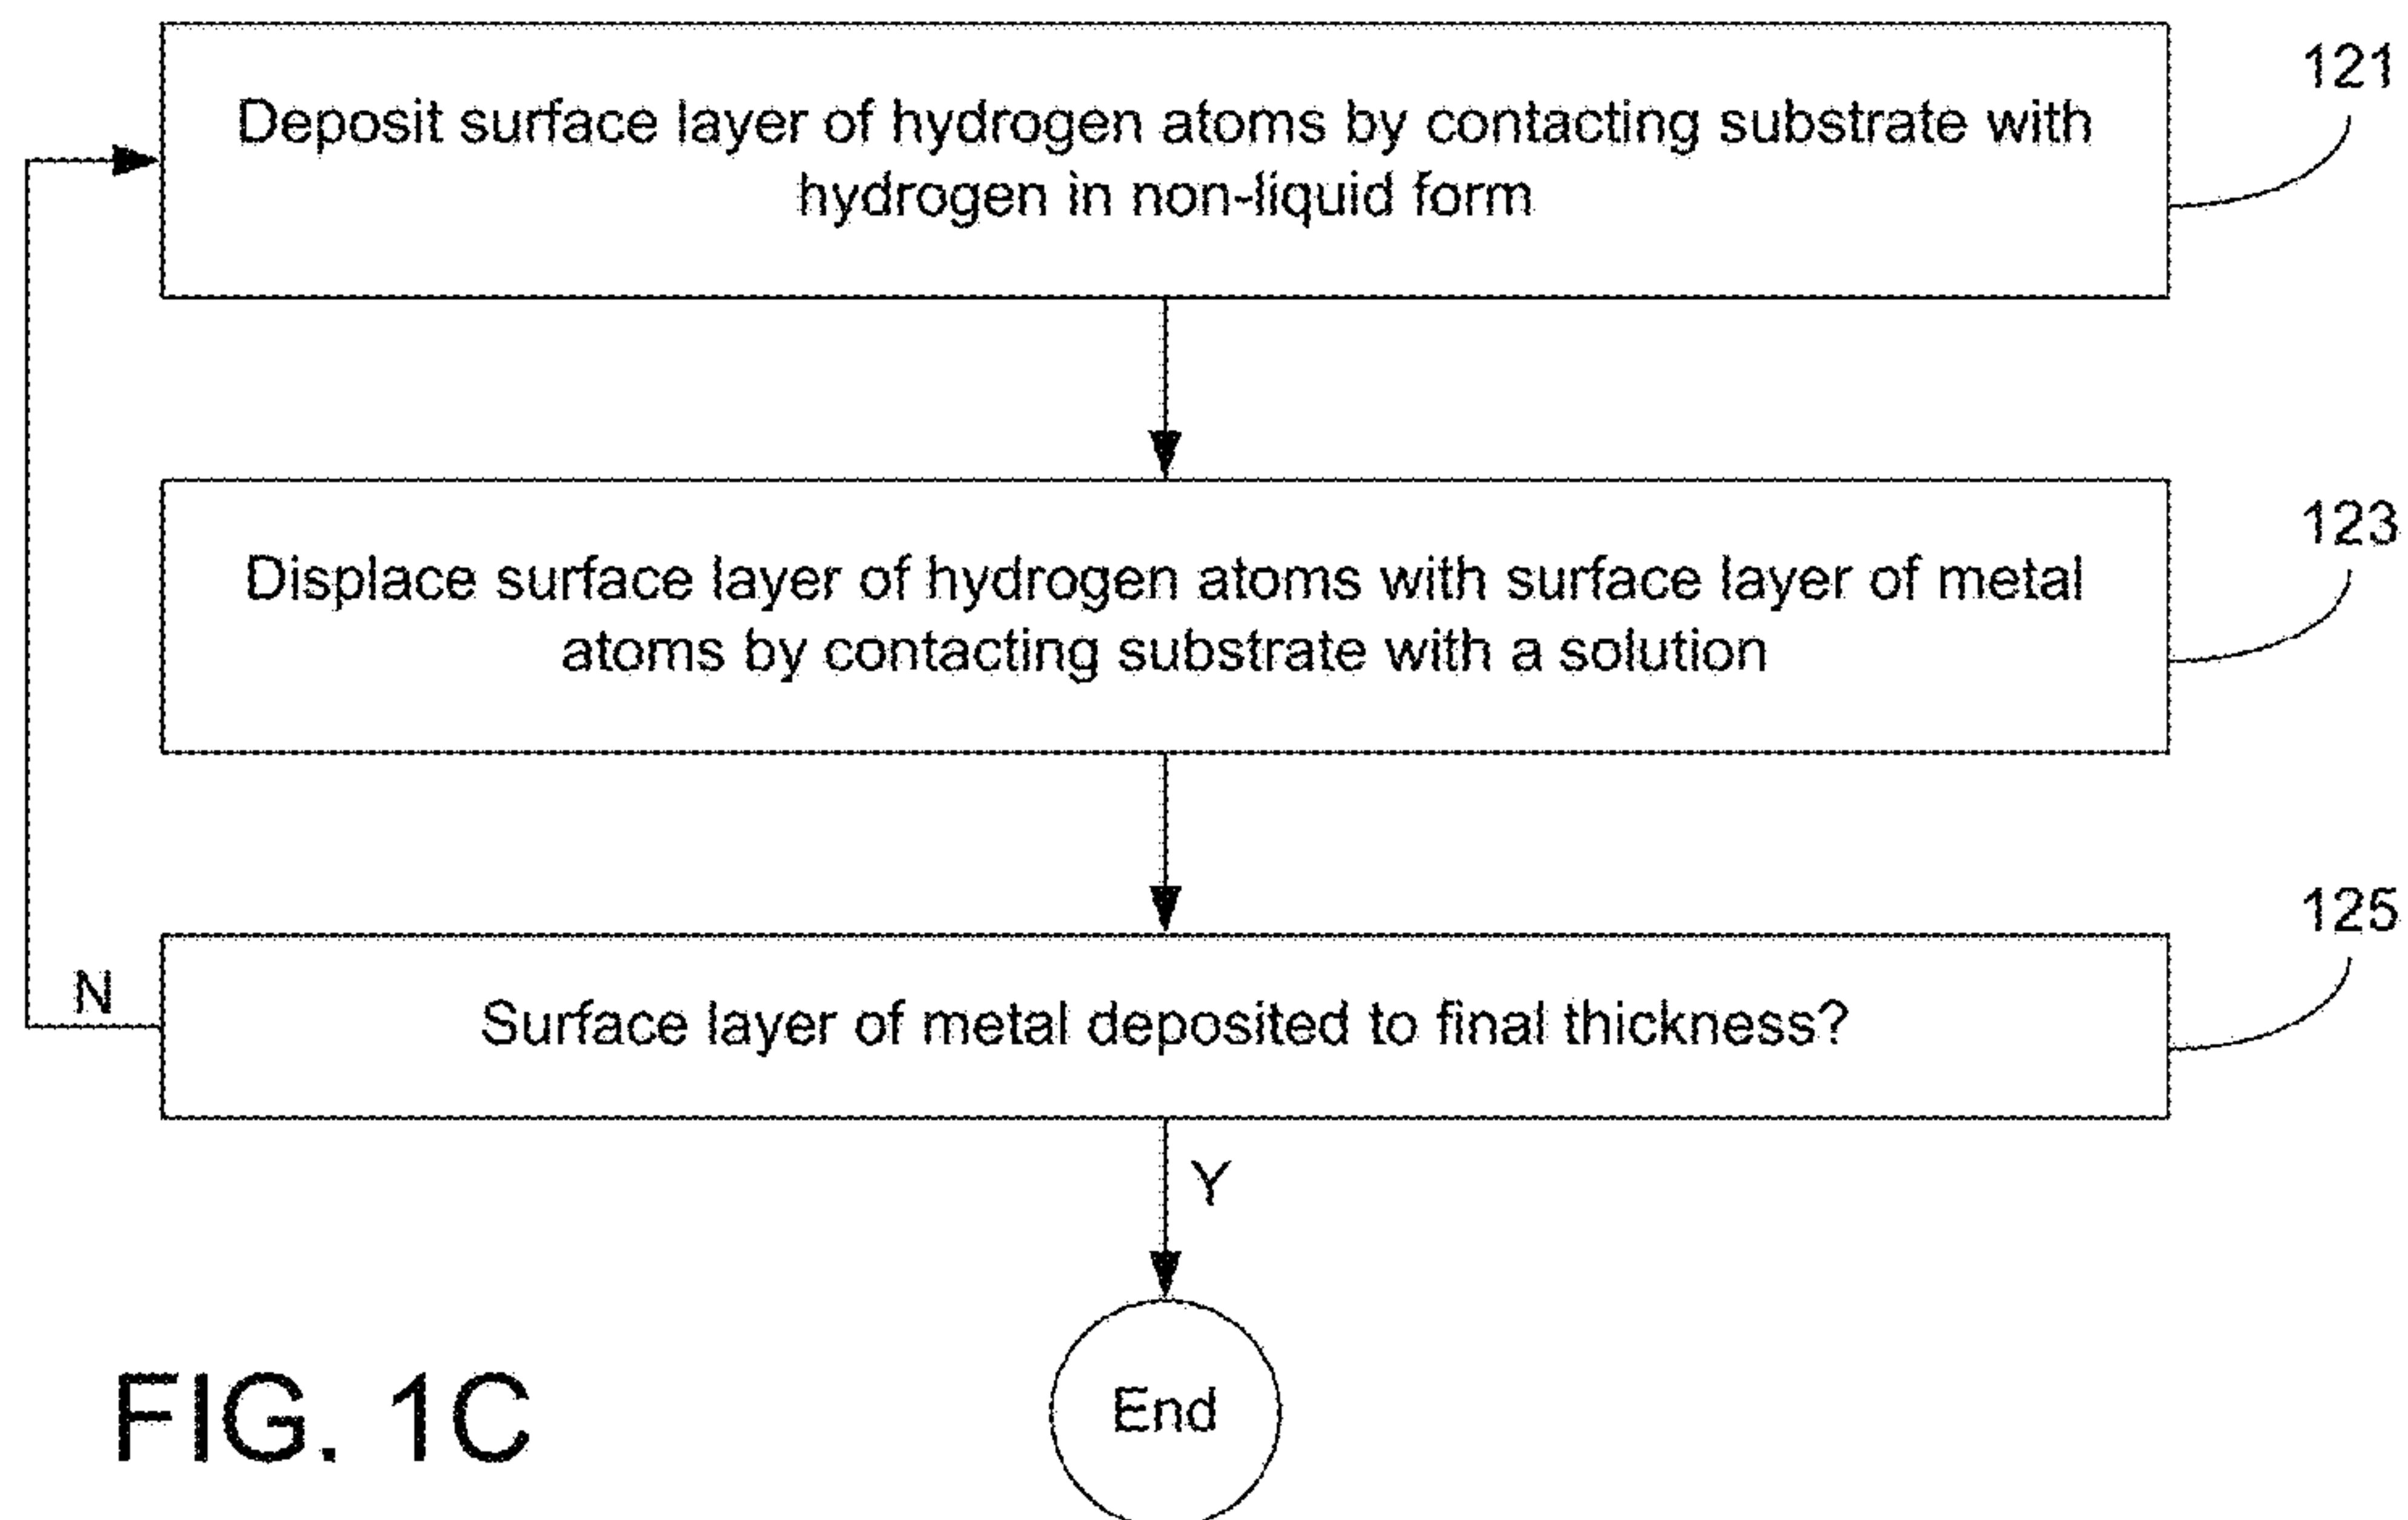 121
Deposit surface layer of hydrogen atoms by contacting substrate with
hydrogen in non-liquid form
123
Displace surface layer of hydrogen atoms with surface layer of metal
atoms by contacting substrate with a solution
125
N
Surface layer of metal deposited to final thickness?
Y
End
FIG. 1C